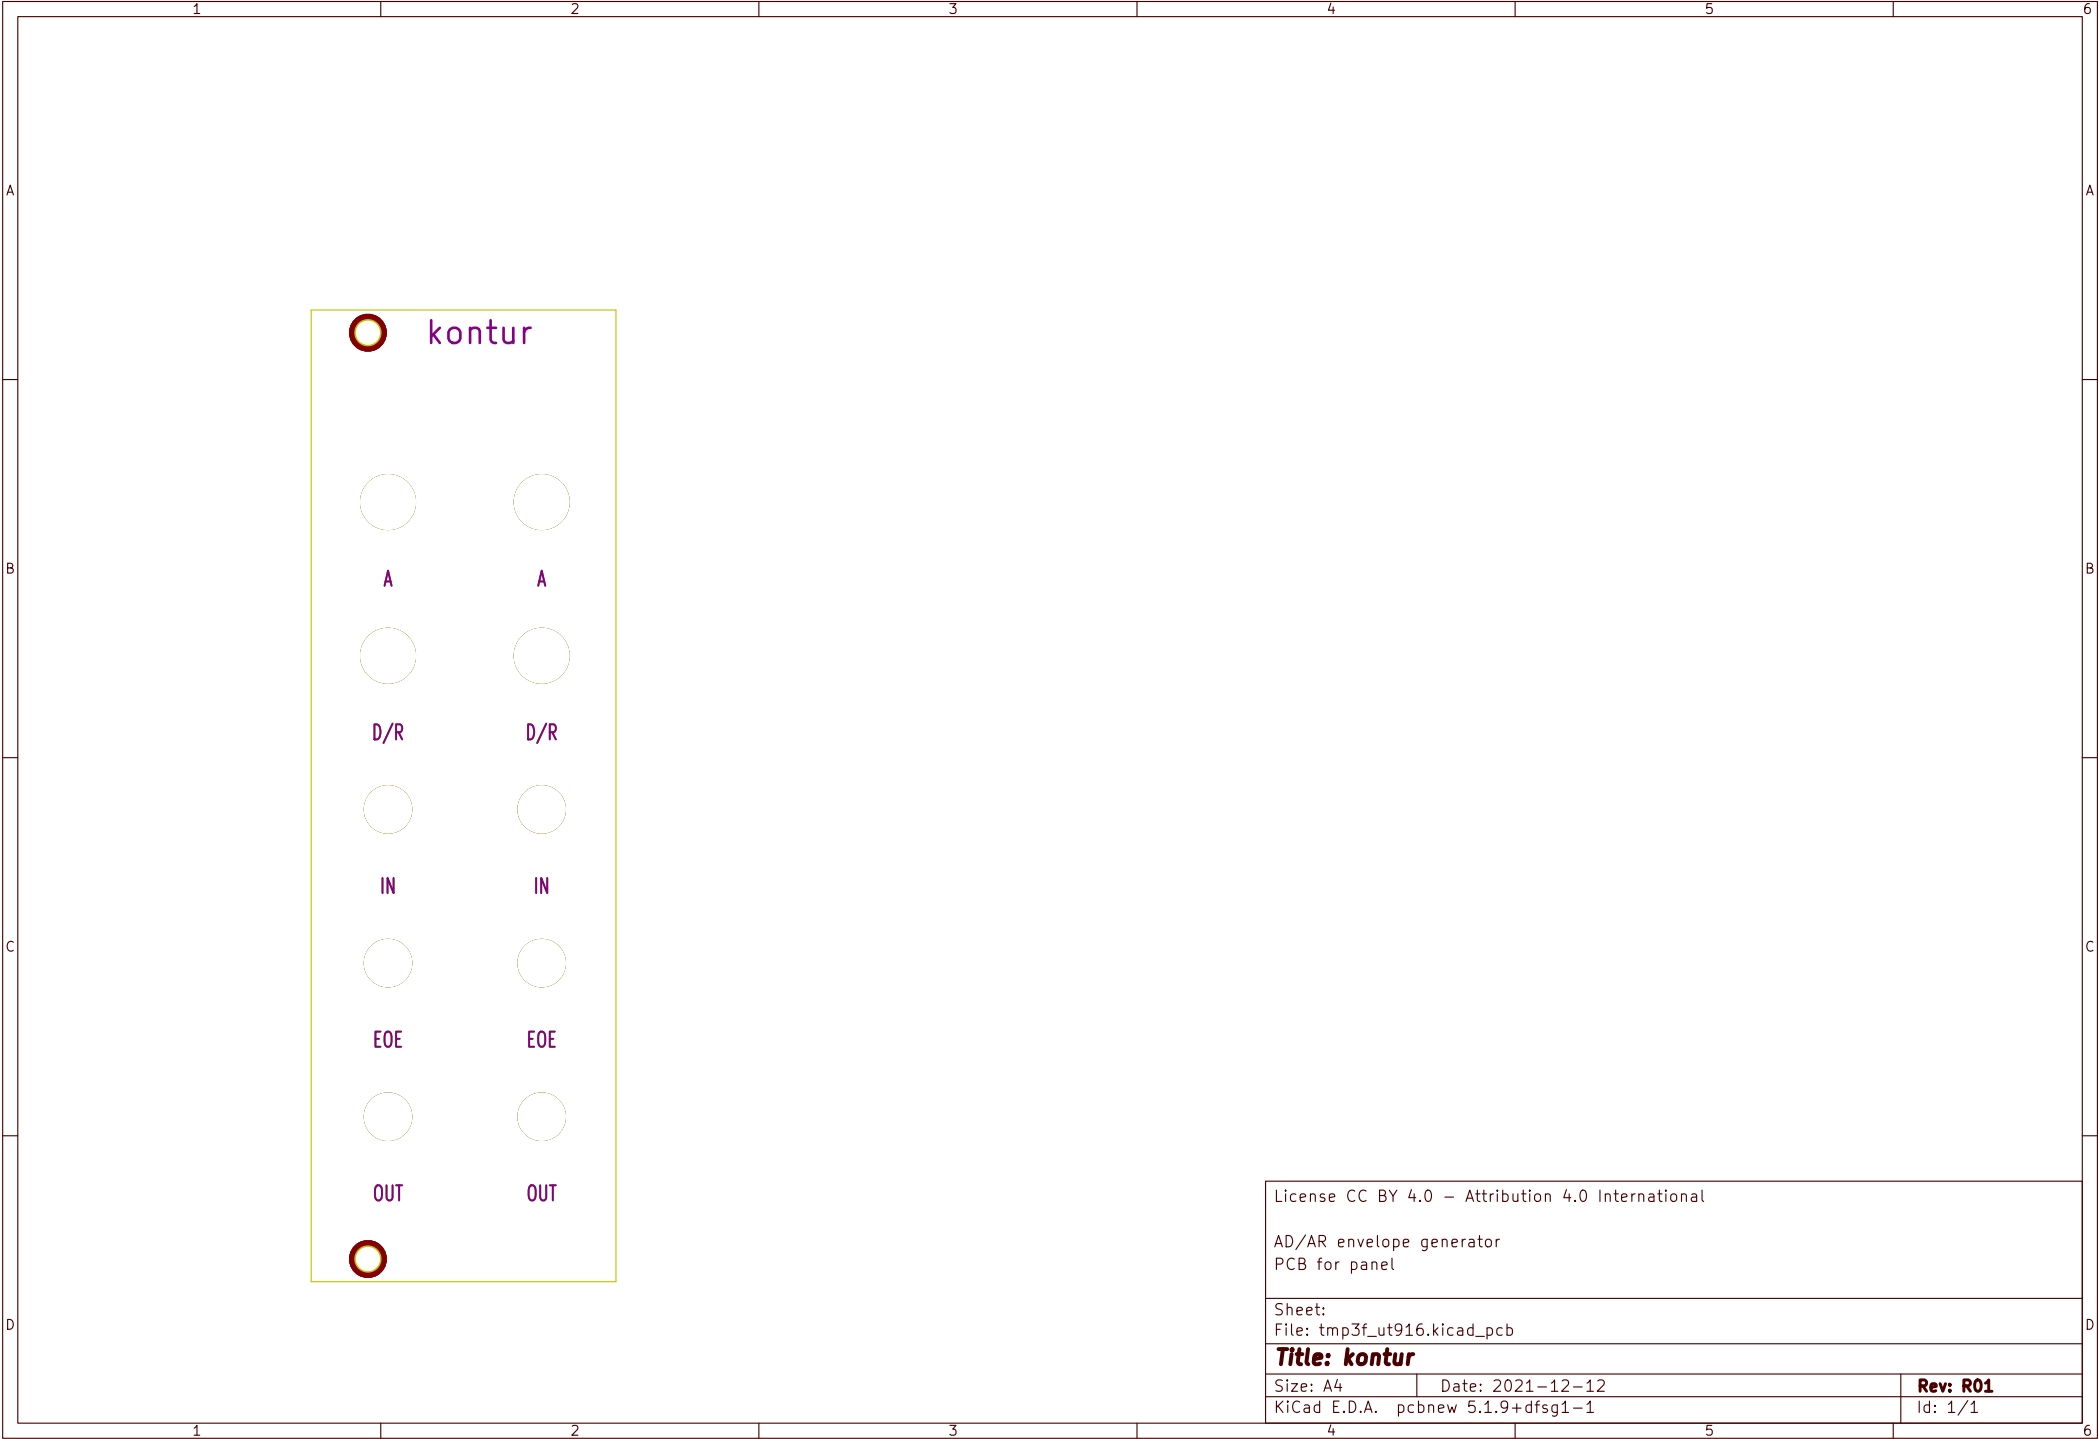 1 2 3 4 5 6
A A
kontur
A A
B B
D/R D/R
IN IN
C C
EOE EOE
OUT OUT
License CC BY 4.0 - Attribution 4.0 International
AD/AR envelope generator
PCB for panel
Sheet:
D D
File: tmp3f_ut916.kicad_pcb
Title: kontur
Size: A4 Date: 2021-12-12 Rev: R01
KiCad E.D.A. pcbnew 5.1.9+dfsg1-1 Id: 1/1
1 2 3 4 5 6